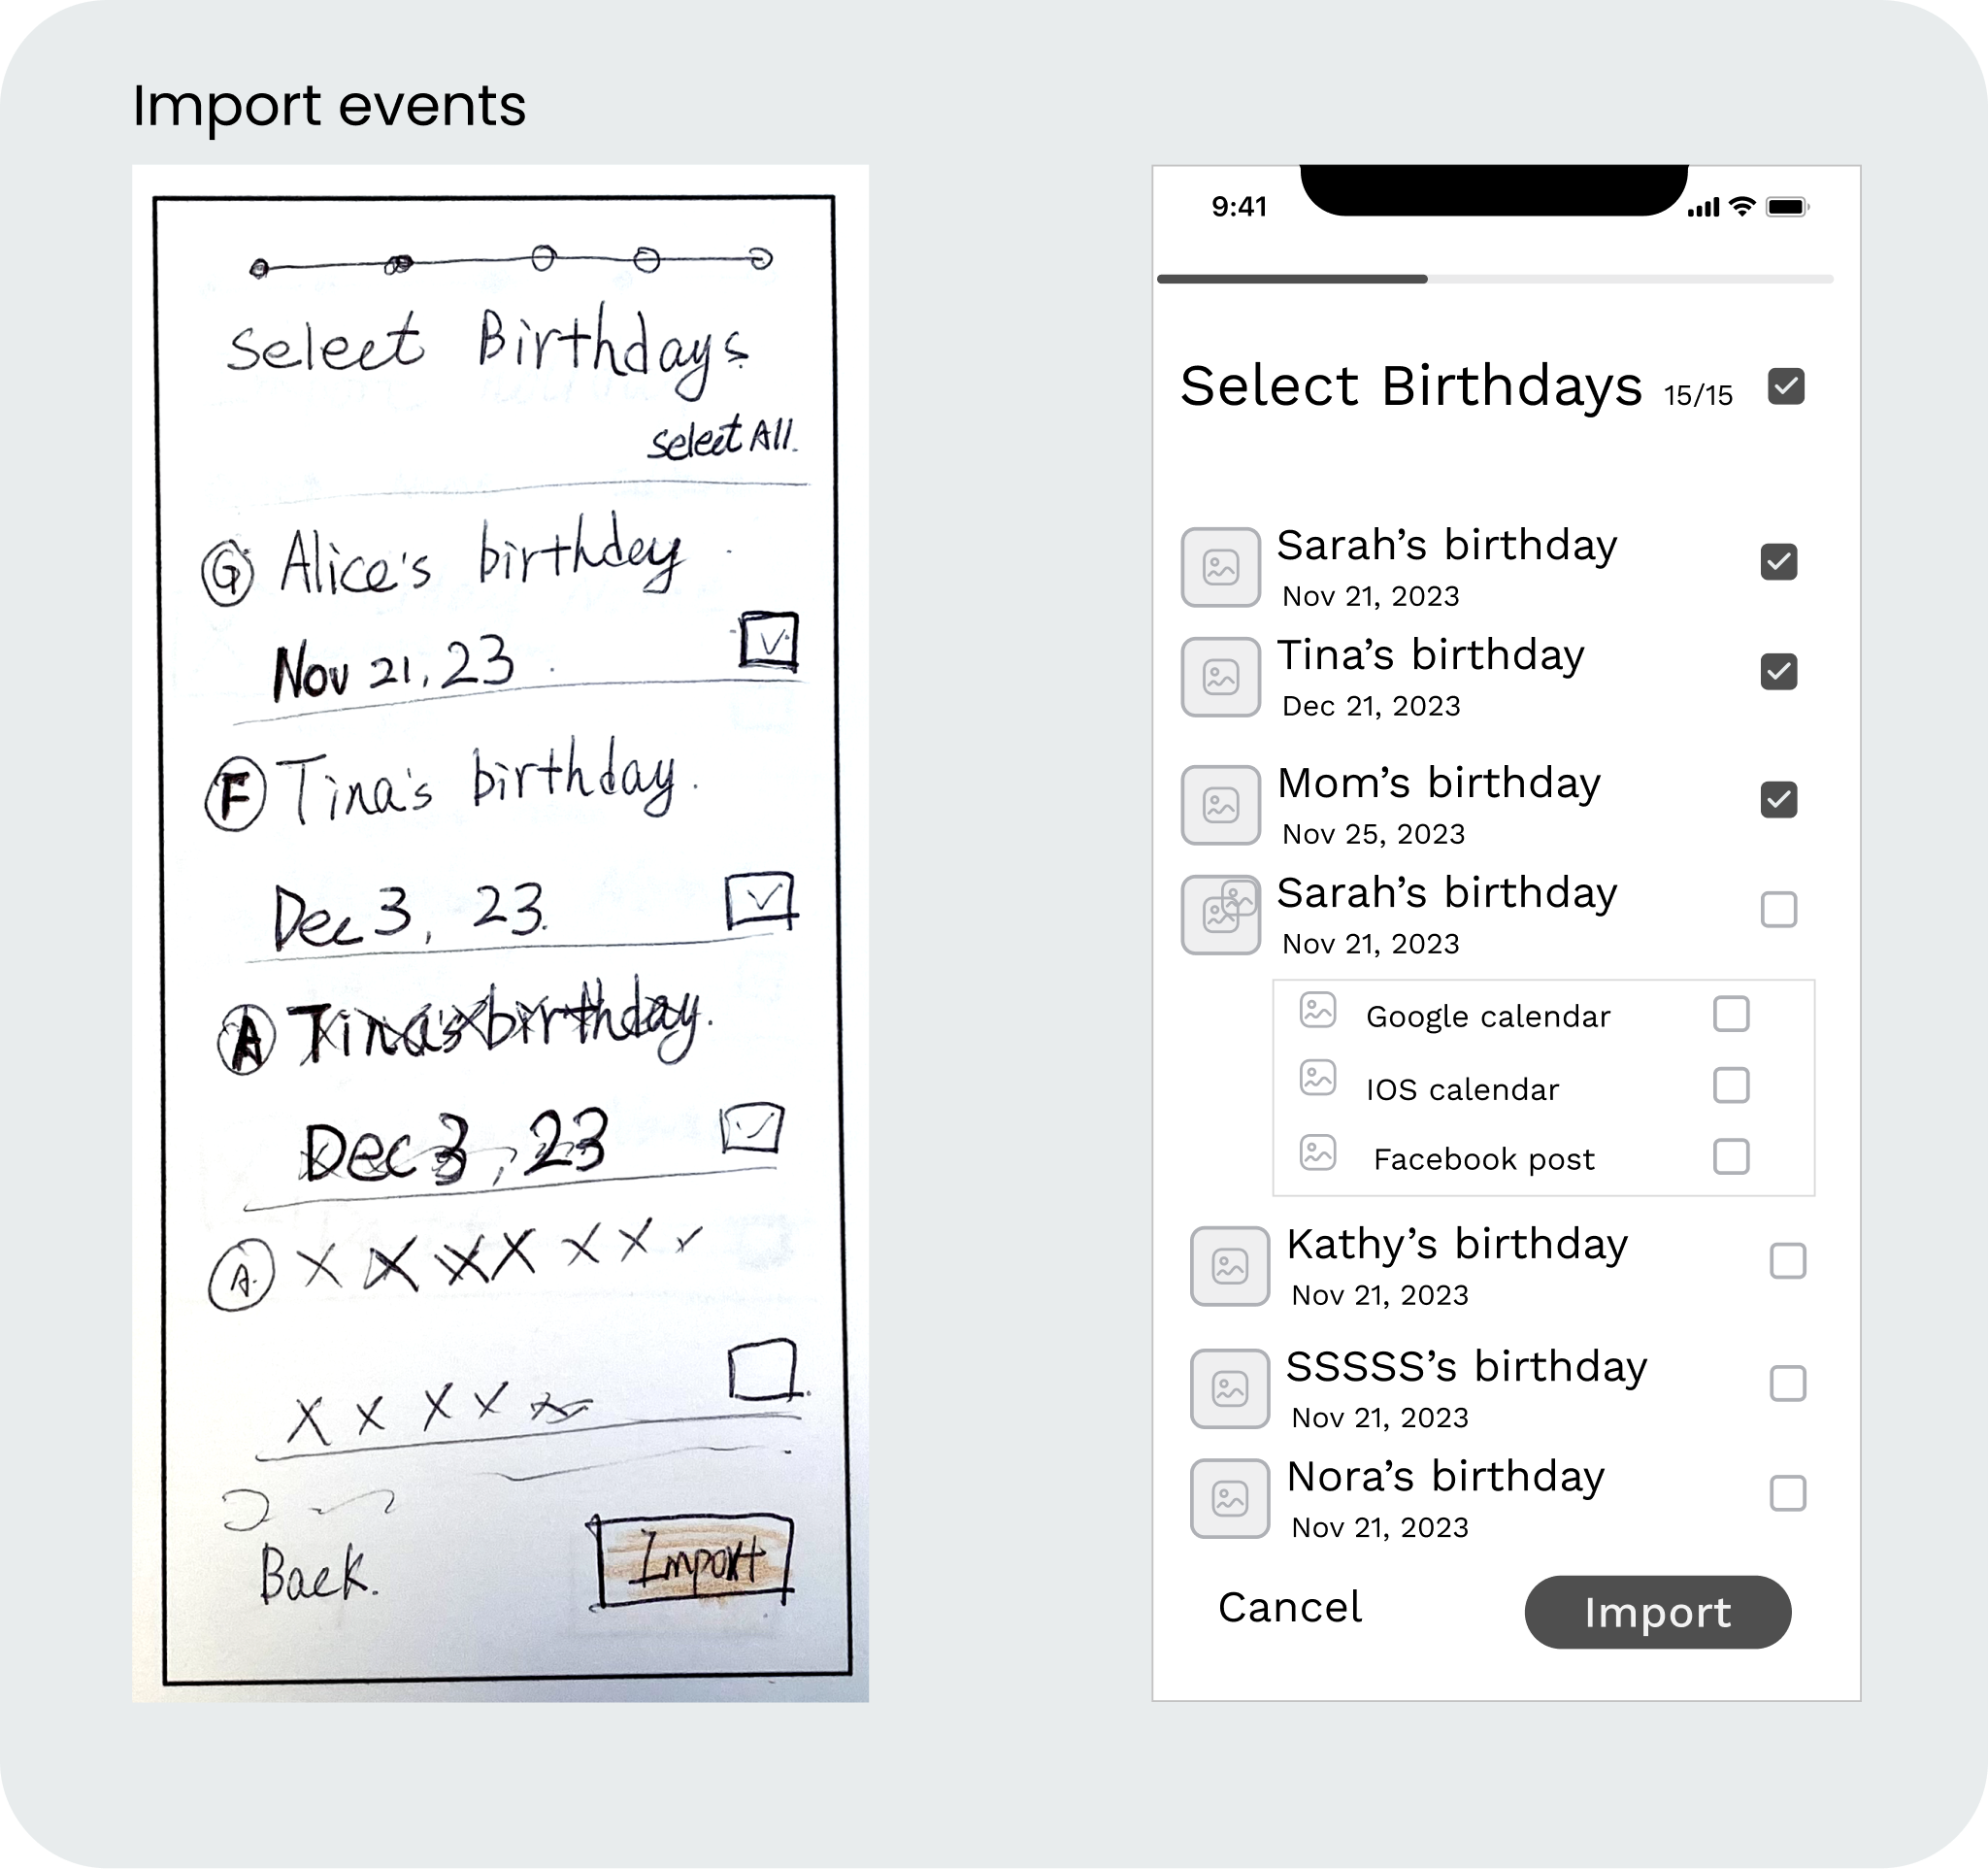 Import events
Select Birthdays
Select All.
G Alice's birthday
Nov 21, 23
F Tina's birthday.
Dec 3, 23.
A Tina's birthday.
Dec 3, 23
A. X X X X X X
X X X X
Back.
Import
9:41
Select Birthdays 15/15
Sarah’s birthday
Nov 21, 2023
Tina’s birthday
Dec 21, 2023
Mom’s birthday
Nov 25, 2023
Sarah’s birthday
Nov 21, 2023
Google calendar
IOS calendar
Facebook post
Kathy’s birthday
Nov 21, 2023
SSSSS’s birthday
Nov 21, 2023
Nora’s birthday
Nov 21, 2023
Cancel
Import